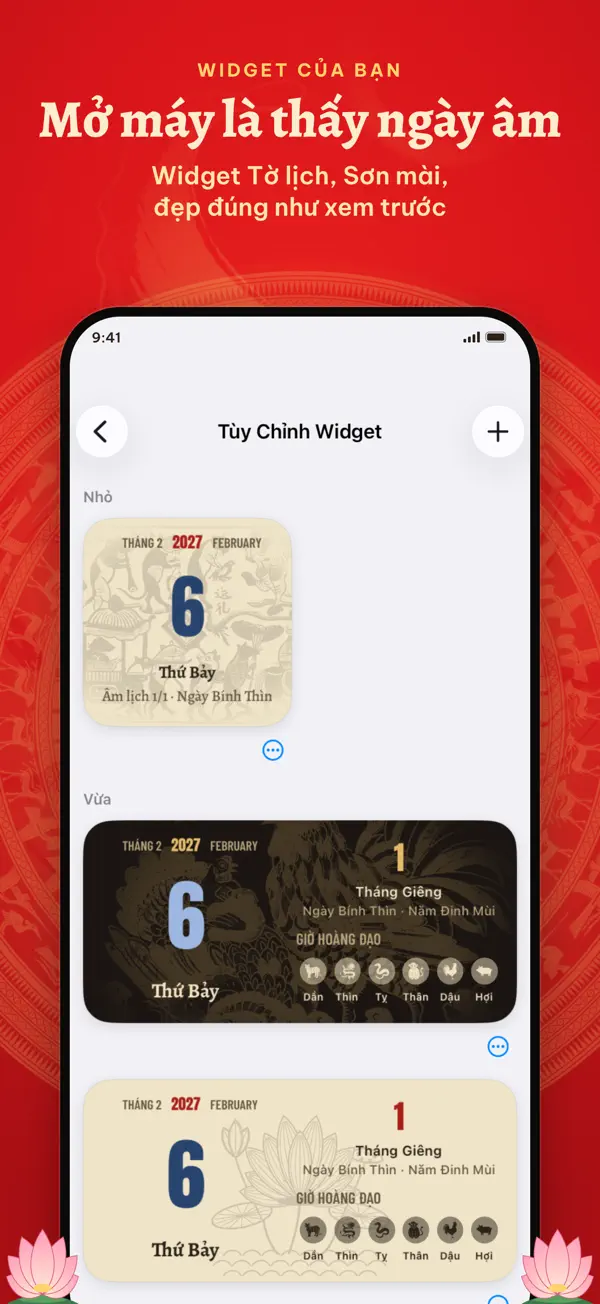 WIDGET CỦA BẠN
Mở máy là thấy ngày âm
Widget Tờ lịch, Sơn mài,
đẹp đúng như xem trước
9:41
Tùy Chỉnh Widget
Nhỏ
THÁNG 2 2027 FEBRUARY
6
Thứ Bảy
Âm lịch 1/1 · Ngày Bính Thìn
Vừa
THÁNG 2 2027 FEBRUARY
6
Thứ Bảy
1
Tháng Giêng
Ngày Bính Thìn · Năm Đinh Mùi
GIỜ HOÀNG ĐẠO
Dần Thìn Tỵ Thân Dậu Hợi
THÁNG 2 2027 FEBRUARY
6
Thứ Bảy
1
Tháng Giêng
Ngày Bính Thìn · Năm Đinh Mùi
GIỜ HOÀNG ĐẠO
Dần Thìn Tỵ Thân Dậu Hợi